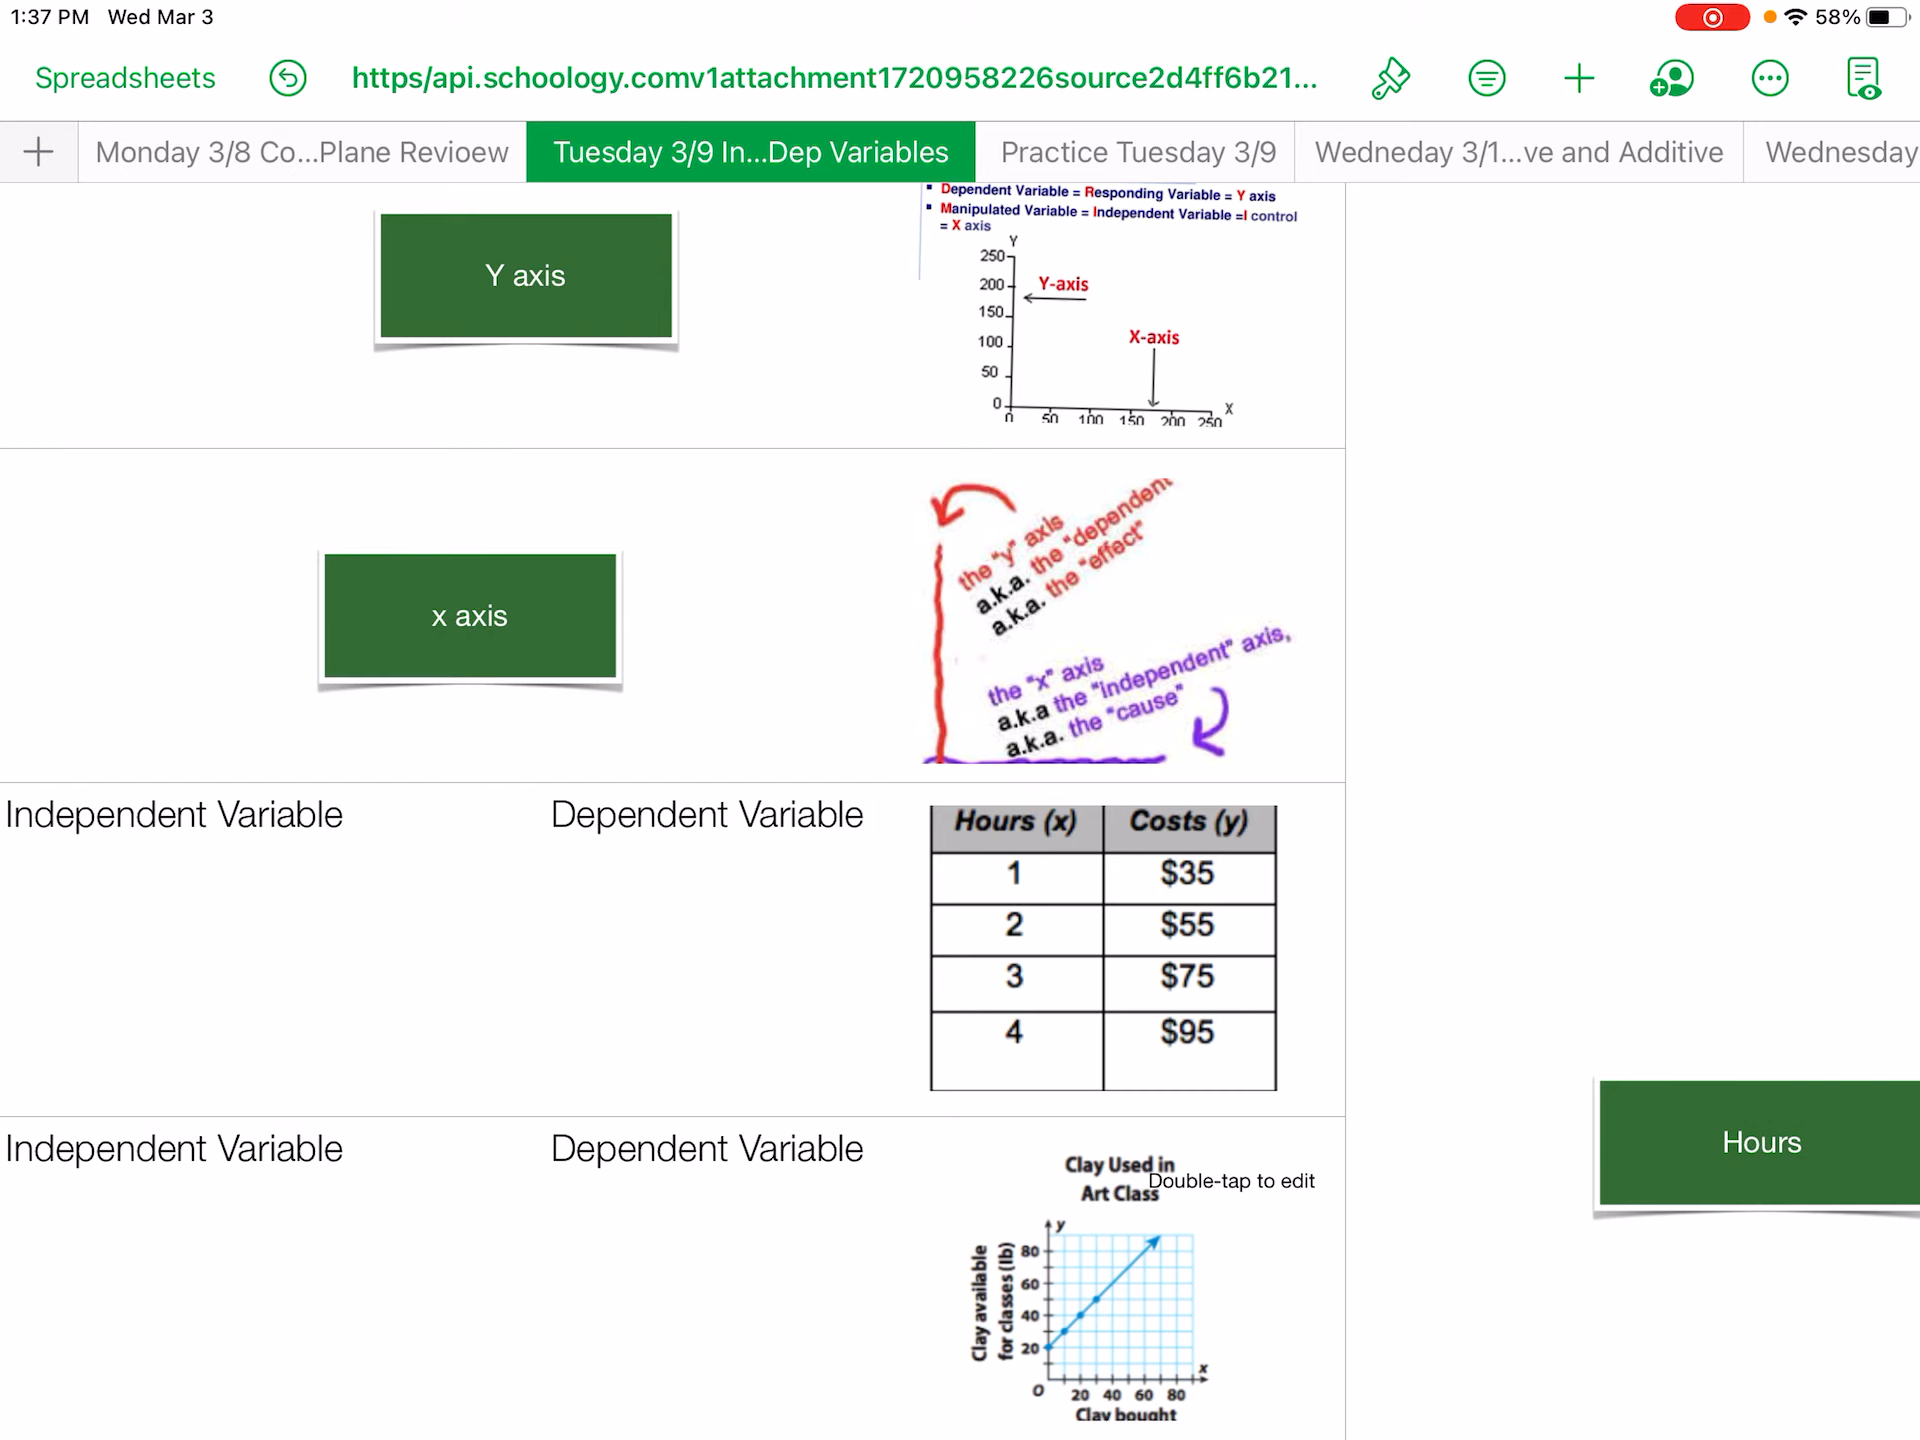 1:37 PM Wed Mar 3
58%
Spreadsheets
https/api.schoology.comv1attachment1720958226source2d4ff6b21...
Monday 3/8 Co...Plane Revioew
Tuesday 3/9 In...Dep Variables
Practice Tuesday 3/9
Wedneday 3/1...ve and Additive
Wednesday
Y axis
Dependent Variable = Responding Variable = Y axis
Manipulated Variable = Independent Variable =I control
= X axis
Y
250
200
150
100
50
0
Y-axis
X-axis
X
0 50 100 150 200 250
x axis
the "y" axis
a.k.a. the "dependent
a.k.a. the "effect"
the "x" axis
a.k.a the "independent" axis,
a.k.a. the "cause"
Independent Variable
Dependent Variable
Hours (x) Costs (y)
1 $35
2 $55
3 $75
4 $95
Hours
Independent Variable
Dependent Variable
Clay Used in
Art Class
Double-tap to edit
y
Clay available
for classes (lb)
80
60
40
20
O
x
20 40 60 80
Clay bought